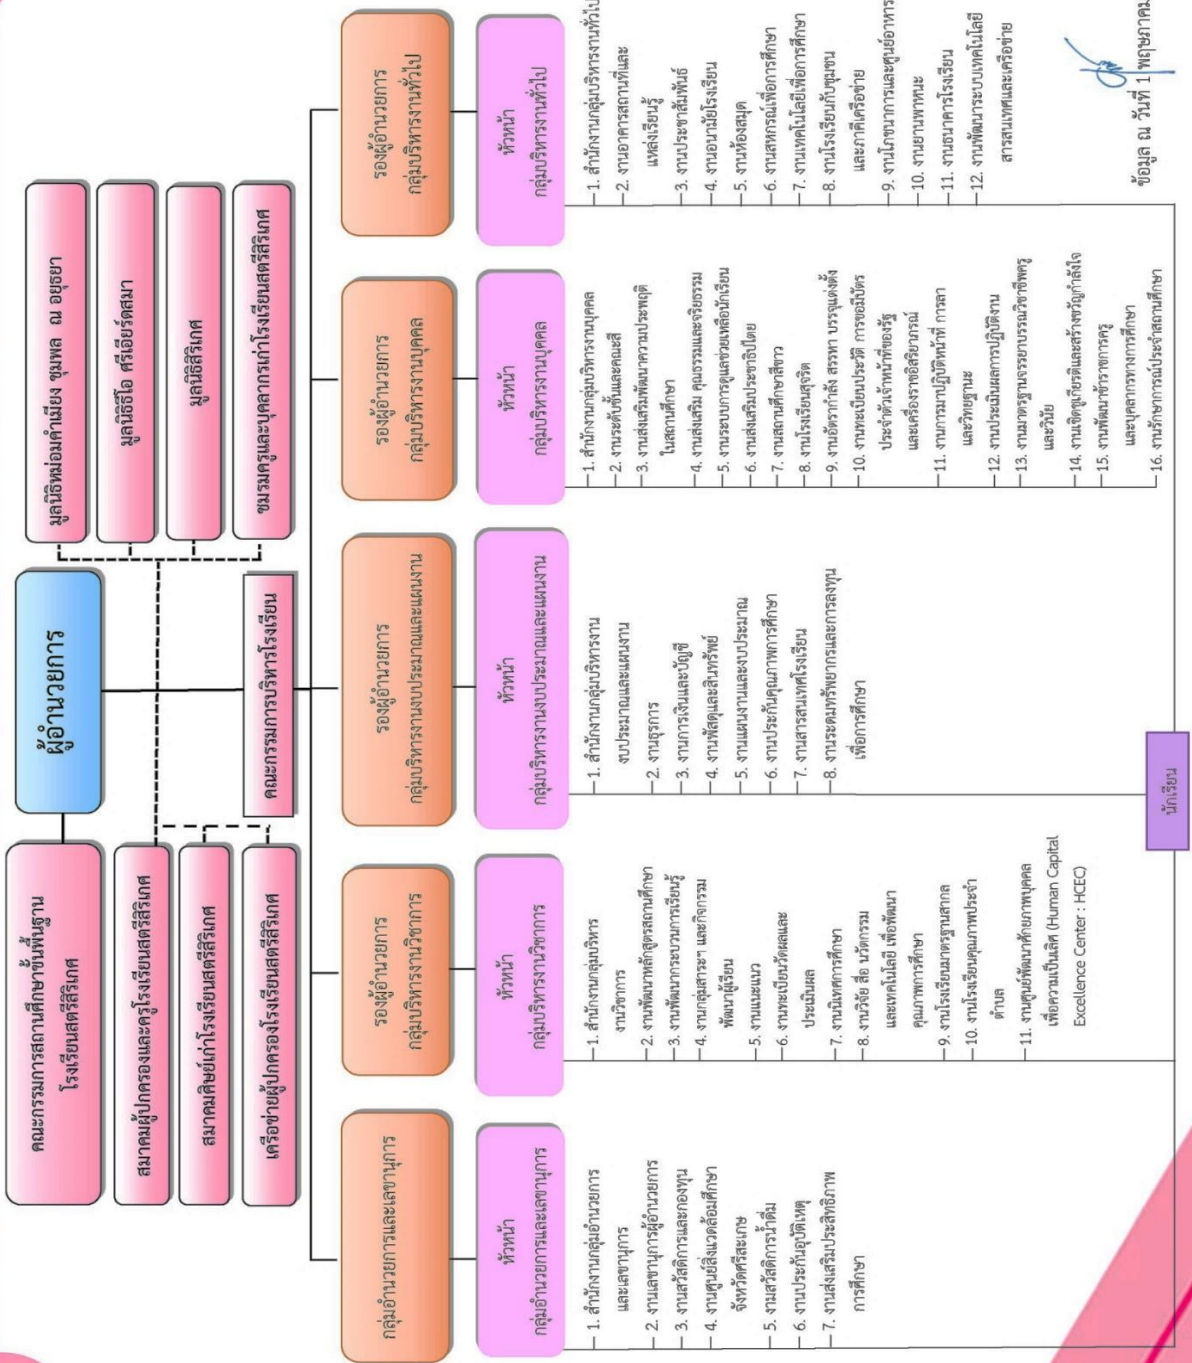 ผู้อำนวยการ
คณะกรรมการสถานศึกษาขั้นพื้นฐาน
โรงเรียนสตรีสิริเกศ
สมาคมผู้ปกครองและครูโรงเรียนสตรีสิริเกศ
สมาคมศิษย์เก่าโรงเรียนสตรีสิริเกศ
เครือข่ายผู้ปกครองโรงเรียนสตรีสิริเกศ
มูลนิธิหม่อมคำเมียง ชุมพล ณ อยุธยา
มูลนิธิธีโอ ศรีเอียร์ดสมา
มูลนิธิสิริเกศ
ชมรมครูและบุคลากรเก่าโรงเรียนสตรีสิริเกศ
คณะกรรมการบริหารโรงเรียน
กลุ่มอำนวยการและเลขานุการ
หัวหน้า
กลุ่มอำนวยการและเลขานุการ
1. สำนักงานกลุ่มอำนวยการ
และเลขานุการ
2. งานเลขานุการผู้อำนวยการ
3. งานสวัสดิการและกองทุน
4. งานศูนย์สิ่งแวดล้อมศึกษา
จังหวัดศรีสะเกษ
5. งามสวัสดิการน้ำดื่ม
6. งานประกันอุบัติเหตุ
7. งานส่งเสริมประสิทธิภาพ
การศึกษา
รองผู้อำนวยการ
กลุ่มบริหารงานวิชาการ
หัวหน้า
กลุ่มบริหารงานวิชาการ
1. สำนักงานกลุ่มบริหาร
งานวิชาการ
2. งานพัฒนาหลักสูตรสถานศึกษา
3. งานพัฒนากระบวนการเรียนรู้
4. งานกลุ่มสาระฯ และกิจกรรม
พัฒนาผู้เรียน
5. งานแนะแนว
6. งานทะเบียนวัดผลและ
ประเมินผล
7. งานนิเทศการศึกษา
8. งานวิจัย สื่อ นวัตกรรม
และเทคโนโลยี เพื่อพัฒนา
คุณภาพการศึกษา
9. งานโรงเรียนมาตรฐานสากล
10. งานโรงเรียนคุณภาพประจำ
ตำบล
11. งานศูนย์พัฒนาศักยภาพบุคคล
เพื่อความเป็นเลิศ (Human Capital
Excellence Center : HCEC)
รองผู้อำนวยการ
กลุ่มบริหารงานงบประมาณและแผนงาน
หัวหน้า
กลุ่มบริหารงานงบประมาณและแผนงาน
1. สำนักงานกลุ่มบริหารงาน
งบประมาณและแผนงาน
2. งานธุรการ
3. งานการเงินและบัญชี
4. งานพัสดุและสินทรัพย์
5. งานแผนงานและงบประมาณ
6. งานประกันคุณภาพการศึกษา
7. งานสารสนเทศโรงเรียน
8. งานระดมทรัพยากรและการลงทุน
เพื่อการศึกษา
รองผู้อำนวยการ
กลุ่มบริหารงานบุคคล
หัวหน้า
กลุ่มบริหารงานบุคคล
1. สำนักงานกลุ่มบริหารงานบุคคล
2. งานระดับชั้นและคณะสี
3. งานส่งเสริมพัฒนาความประพฤติ
ในสถานศึกษา
4. งานส่งเสริม คุณธรรมและจริยธรรม
5. งานระบบการดูแลช่วยเหลือนักเรียน
6. งานส่งเสริมประชาธิปไตย
7. งานสถานศึกษาสีขาว
8. งานโรงเรียนสุจริต
9. งานอัตรากำลัง สรรหา บรรจุแต่งตั้ง
10. งานทะเบียนประวัติ การขอมีบัตร
ประจำตัวเจ้าหน้าที่ของรัฐ
และเครื่องราชอิสริยาภรณ์
11. งานการมาปฏิบัติหน้าที่ การลา
และวิทยฐานะ
12. งานประเมินผลการปฏิบัติงาน
13. งานมาตรฐานจรรยาบรรณวิชาชีพครู
และวินัย
14. งานเชิดชูเกียรติและสร้างขวัญกำลังใจ
15. งานพัฒนาข้าราชการครู
และบุคลากรทางการศึกษา
16. งานรักษาการณ์ประจำสถานศึกษา
รองผู้อำนวยการ
กลุ่มบริหารงานทั่วไป
หัวหน้า
กลุ่มบริหารงานทั่วไป
1. สำนักงานกลุ่มบริหารงานทั่วไป
2. งานอาคารสถานที่และ
แหล่งเรียนรู้
3. งานประชาสัมพันธ์
4. งานอนามัยโรงเรียน
5. งานห้องสมุด
6. งานสหกรณ์เพื่อการศึกษา
7. งานเทคโนโลยีเพื่อการศึกษา
8. งานโรงเรียนกับชุมชน
และภาคีเครือข่าย
9. งานโภชนาการและศูนย์อาหาร
10. งานยานพาหนะ
11. งานธนาคารโรงเรียน
12. งานพัฒนาระบบเทคโนโลยี
สารสนเทศและเครือข่าย
นักเรียน
ข้อมูล ณ วันที่ 1 พฤษภาคม